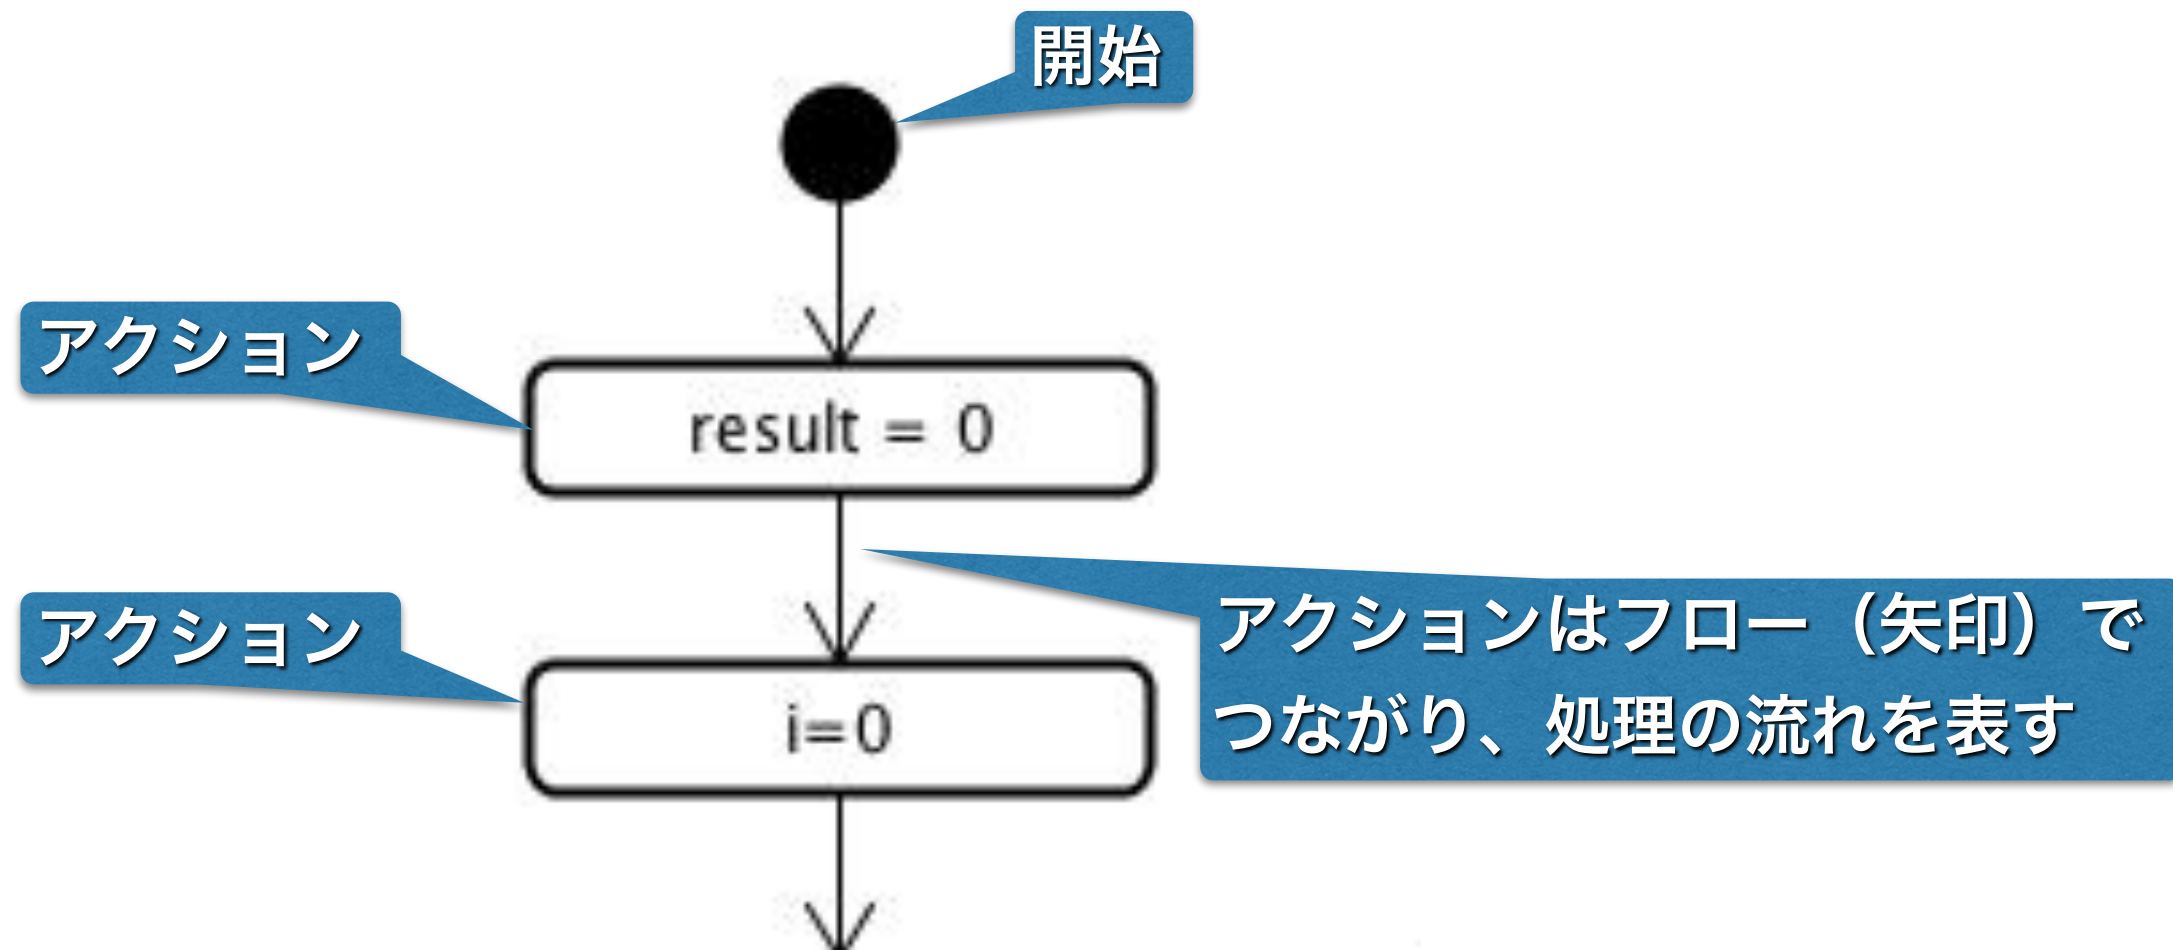 開始
アクション
result = 0
アクション
アクションはフロー（矢印）で
つながり、処理の流れを表す
i=0